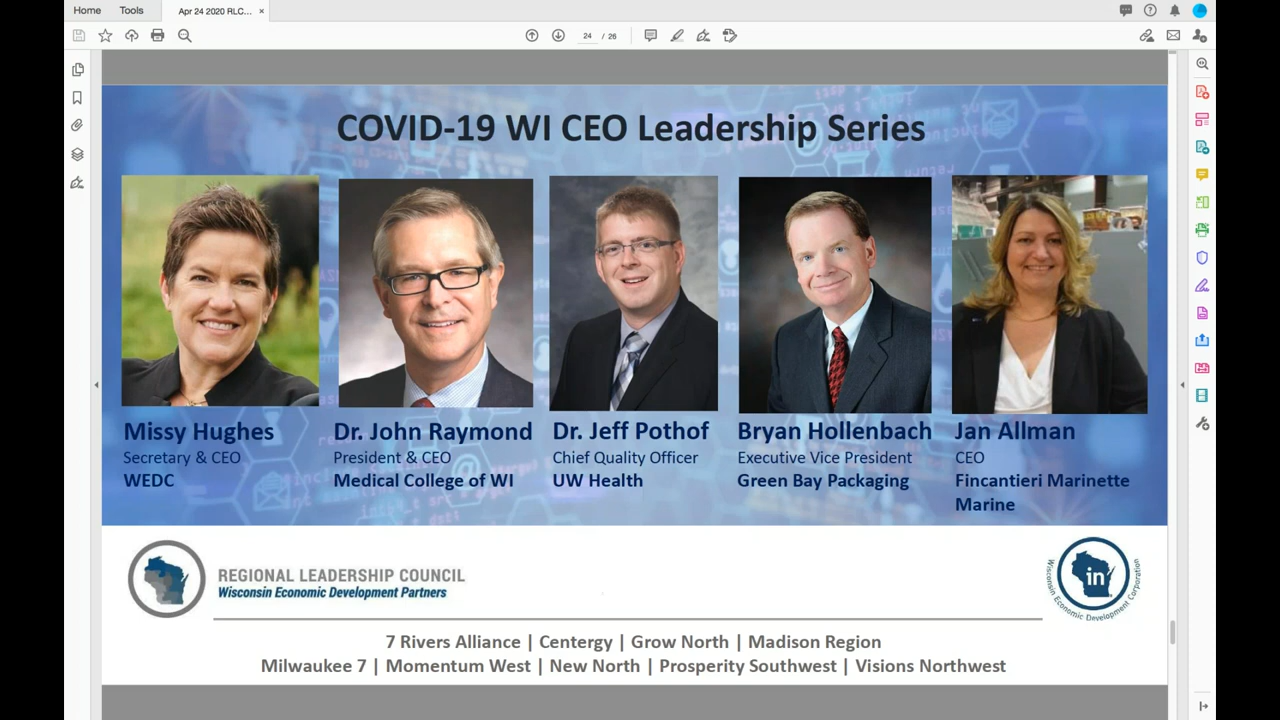 Home Tools Apr 24 2020 RLC... ×
24 / 26
COVID-19 WI CEO Leadership Series
Missy Hughes
Secretary & CEO
WEDC
Dr. John Raymond
President & CEO
Medical College of WI
Dr. Jeff Pothof
Chief Quality Officer
UW Health
Bryan Hollenbach
Executive Vice President
Green Bay Packaging
Jan Allman
CEO
Fincantieri Marinette
Marine
REGIONAL LEADERSHIP COUNCIL
Wisconsin Economic Development Partners
in
Wisconsin Economic Development Corporation
7 Rivers Alliance | Centergy | Grow North | Madison Region
Milwaukee 7 | Momentum West | New North | Prosperity Southwest | Visions Northwest